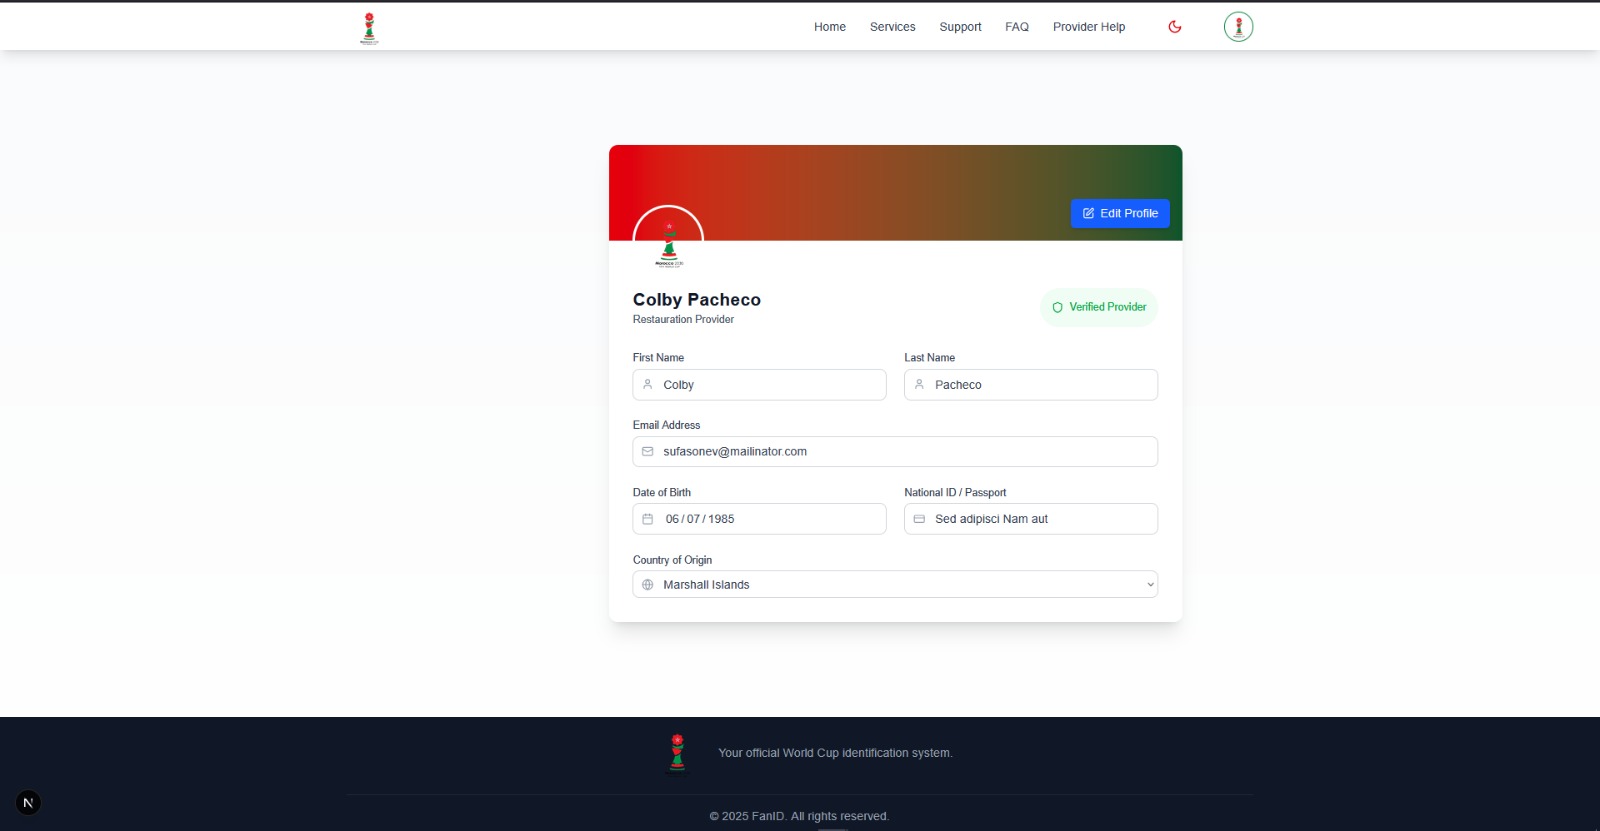 Home Services Support FAQ Provider Help
Edit Profile
Colby Pacheco
Restauration Provider
Verified Provider
First Name
Last Name
Colby
Pacheco
Email Address
sufasonev@mailinator.com
Date of Birth
National ID / Passport
06 / 07 / 1985
Sed adipisci Nam aut
Country of Origin
Marshall Islands
Your official World Cup identification system.
N
© 2025 FanID. All rights reserved.